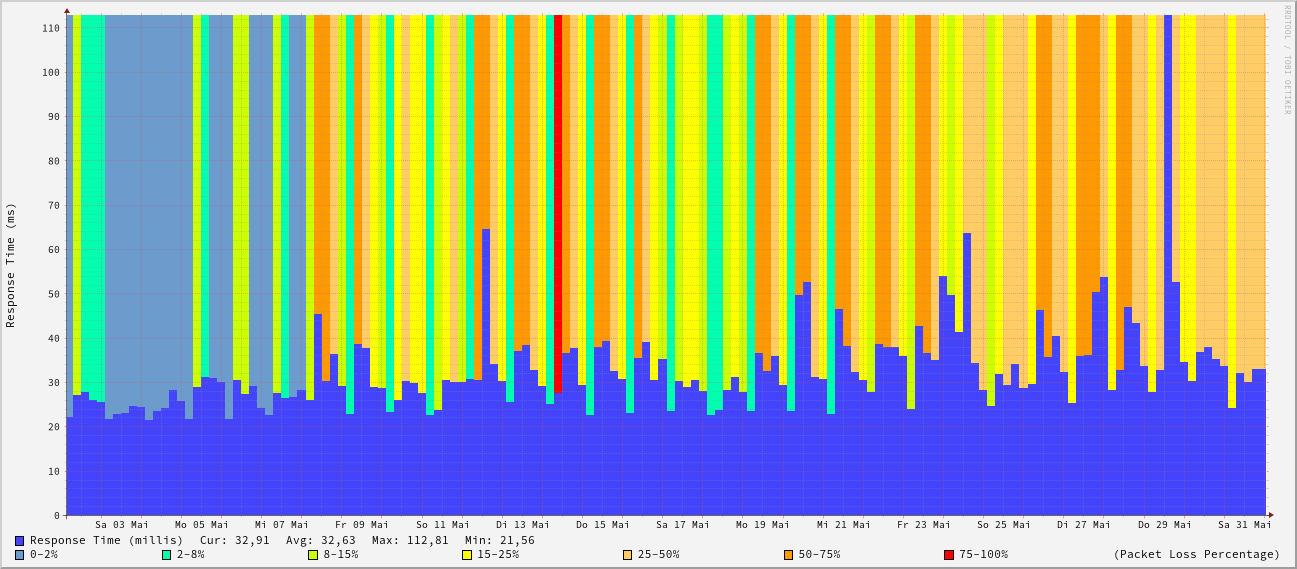 RRDTOOL / TOBI OETIKER
Response Time (ms)
110
100
90
80
70
60
50
40
30
20
10
0
Sa 03 Mai Mo 05 Mai Mi 07 Mai Fr 09 Mai So 11 Mai Di 13 Mai Do 15 Mai Sa 17 Mai Mo 19 Mai Mi 21 Mai Fr 23 Mai So 25 Mai Di 27 Mai Do 29 Mai Sa 31 Mai
Response Time (millis) Cur: 32,91 Avg: 32,63 Max: 112,81 Min: 21,56
0-2% 2-8% 8-15% 15-25% 25-50% 50-75% 75-100% (Packet Loss Percentage)